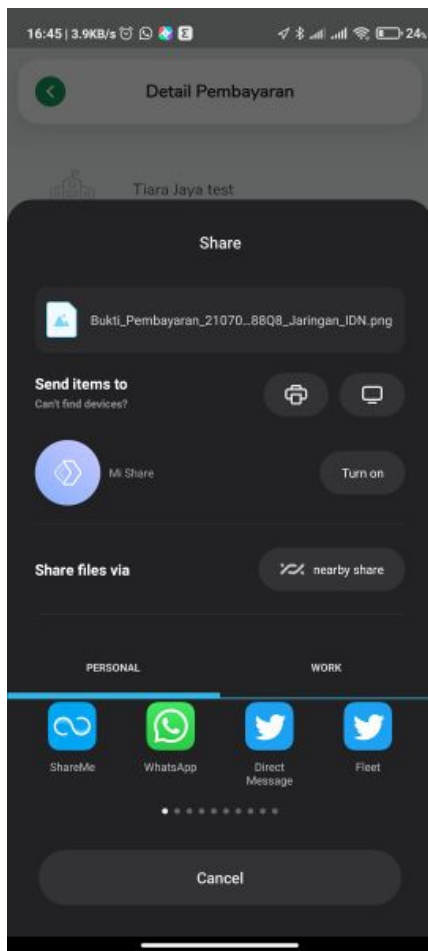 16:45 | 3.9KB/s
24%
Detail Pembayaran
Tiara Jaya test
Share
Bukti_Pembayaran_21070...88Q8_Jaringan_IDN.png
Send items to
Can't find devices?
Mi Share
Turn on
Share files via
nearby share
PERSONAL
WORK
ShareMe
WhatsApp
Direct
Message
Fleet
Cancel